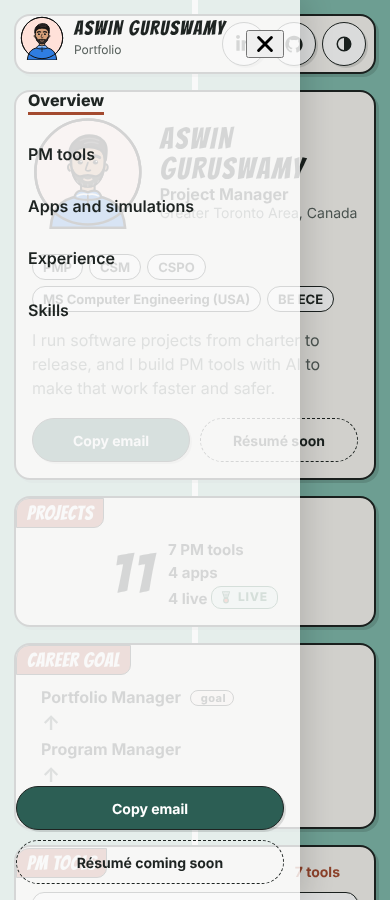 ASWIN GURUSWAMY
Portfolio
in
Overview
PM tools
Apps and simulations
Experience
Skills
ASWIN
GURUSWAMY
Project Manager
Greater Toronto Area, Canada
PMP CSM CSPO
MS Computer Engineering (USA) BE ECE
I run software projects from charter to
release, and I build PM tools with AI to
make that work faster and safer.
Copy email Résumé soon
PROJECTS
11
7 PM tools
4 apps
4 live LIVE
CAREER GOAL
Portfolio Manager goal
Program Manager
Copy email
Résumé coming soon
PM TOO
7 tools